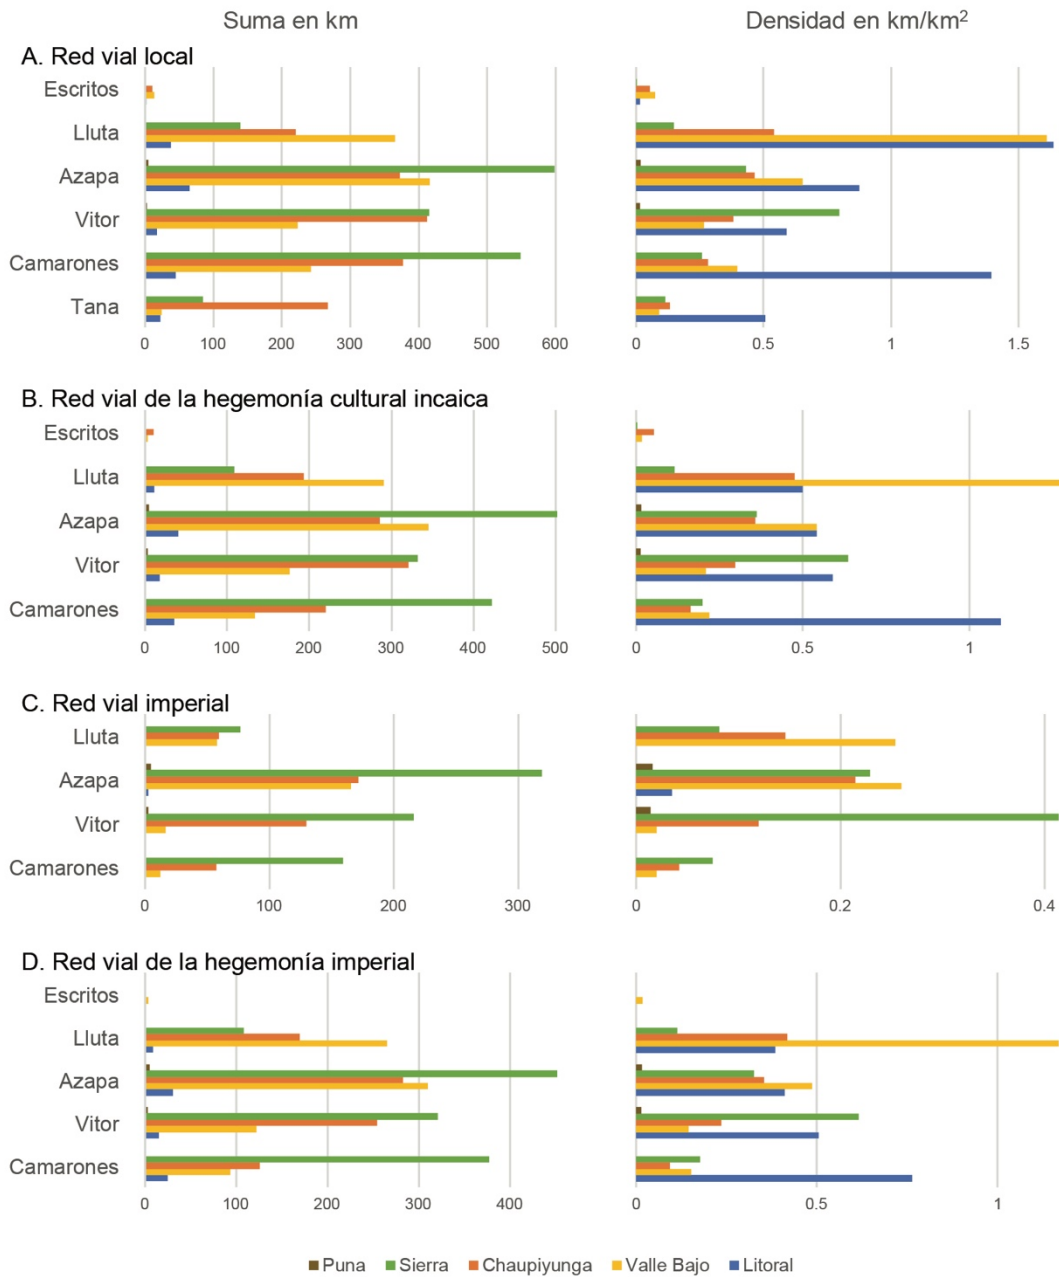 Suma en km
Densidad en km/km²
A. Red vial local
Escritos
Lluta
Azapa
Vitor
Camarones
Tana
0 100 200 300 400 500 600
0 0.5 1 1.5
B. Red vial de la hegemonía cultural incaica
Escritos
Lluta
Azapa
Vitor
Camarones
0 100 200 300 400 500
0 0.5 1
C. Red vial imperial
Lluta
Azapa
Vitor
Camarones
0 100 200 300
0 0.2 0.4
D. Red vial de la hegemonía imperial
Escritos
Lluta
Azapa
Vitor
Camarones
0 100 200 300 400
0 0.5 1
Puna Sierra Chaupiyunga Valle Bajo Litoral